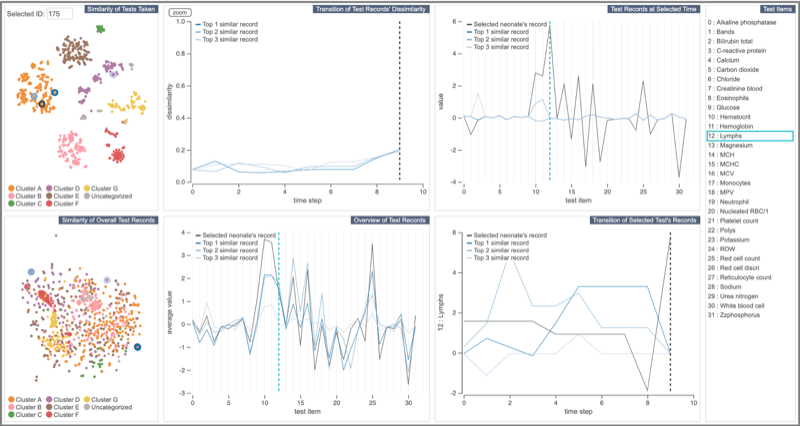 Selected ID: 175
Similarity of Tests Taken
Cluster A
Cluster D
Cluster G
Cluster B
Cluster E
Uncategorized
Cluster C
Cluster F
Transition of Test Records' Dissimilarity
zoom
Top 1 similar record
Top 2 similar record
Top 3 similar record
dissimilarity
1.0
0.8
0.6
0.4
0.2
0.0
0 2 4 6 8 10
time step
Test Records at Selected Time
Selected neonate's record
Top 1 similar record
Top 2 similar record
Top 3 similar record
value
6
4
2
0
-2
-4
0 5 10 15 20 25 30
test item
Test Items
0 : Alkaline phosphatase
1 : Bands
2 : Bilirubin total
3 : C-reactive protein
4 : Calcium
5 : Carbon dioxide
6 : Chloride
7 : Creatinine blood
8 : Eosinophils
9 : Glucose
10 : Hematocrit
11 : Hemoglobin
12 : Lymphs
13 : Magnesium
14 : MCH
15 : MCHC
16 : MCV
17 : Monocytes
18 : MPV
19 : Neutrophil
20 : Nucleated RBC/1
21 : Platelet count
22 : Polys
23 : Potassium
24 : RDW
25 : Red cell count
26 : Red cell discri
27 : Reticulocyte count
28 : Sodium
29 : Urea nitrogen
30 : White blood cell
31 : Zzphosphorus
Similarity of Overall Test Records
Cluster A
Cluster D
Cluster G
Cluster B
Cluster E
Uncategorized
Cluster C
Cluster F
Overview of Test Records
Selected neonate's record
Top 1 similar record
Top 2 similar record
Top 3 similar record
average value
4
3
2
1
0
-1
-2
-3
0 5 10 15 20 25 30
test item
Transition of Selected Test's Records
Selected neonate's record
Top 1 similar record
Top 2 similar record
Top 3 similar record
12 : Lymphs
6
4
2
0
-2
0 2 4 6 8 10
time step